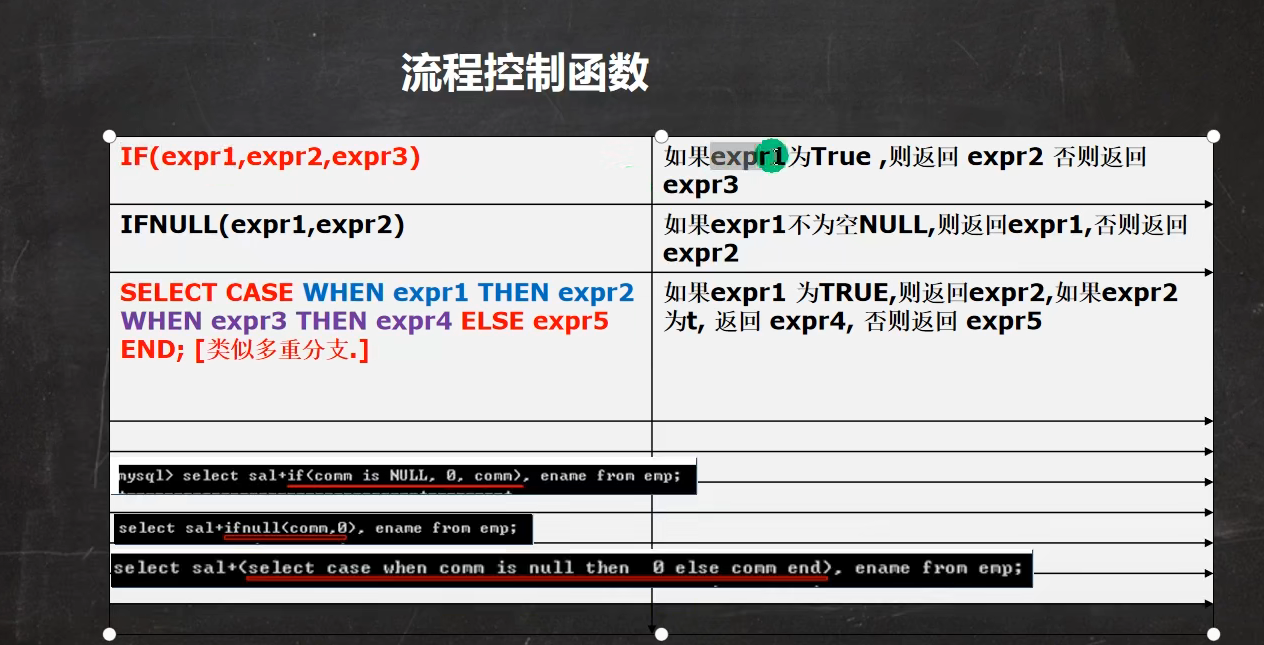 流程控制函数
IF(expr1,expr2,expr3)
如果expr1为True ,则返回 expr2 否则返回
expr3
IFNULL(expr1,expr2)
如果expr1不为空NULL,则返回expr1,否则返回
expr2
SELECT CASE WHEN expr1 THEN expr2
WHEN expr3 THEN expr4 ELSE expr5
END; [类似多重分支.]
如果expr1 为TRUE,则返回expr2,如果expr2
为t, 返回 expr4, 否则返回 expr5
mysql> select sal+if(comm is NULL, 0, comm), ename from emp;
select sal+ifnull(comm,0), ename from emp;
select sal+(select case when comm is null then  0 else comm end), ename from emp;